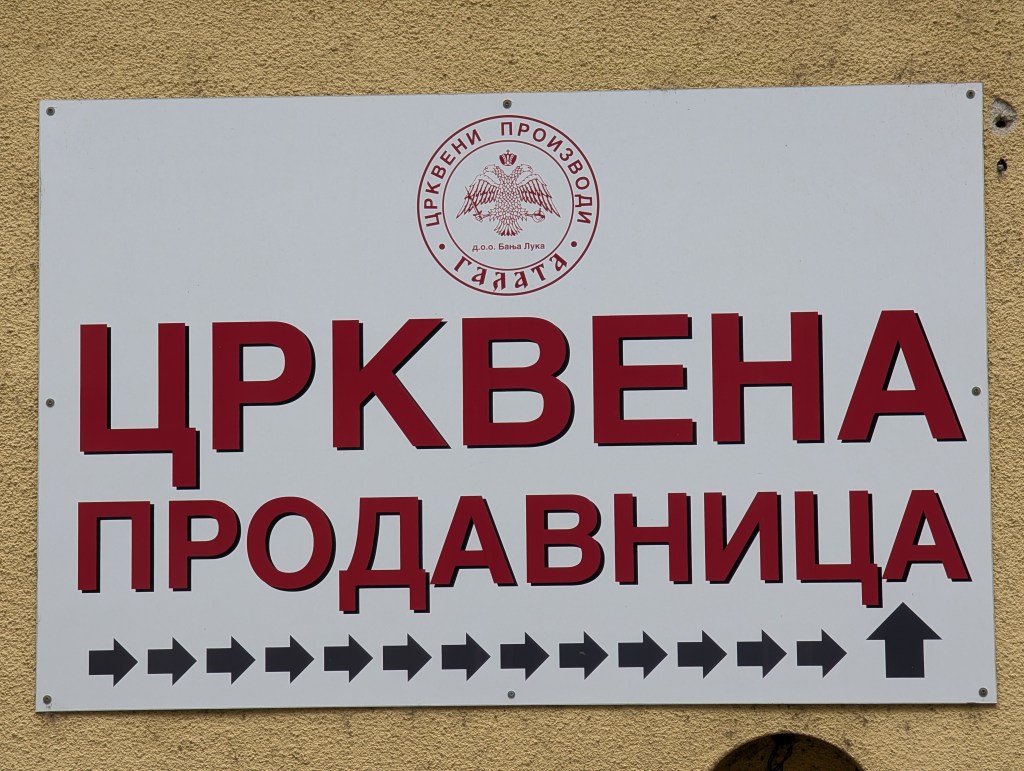 ЦРКВЕНИ ПРОИЗВОДИ
д.о.о. Бања Лука
• ГАЛАТА •
ЦРКВЕНА
ПРОДАВНИЦА